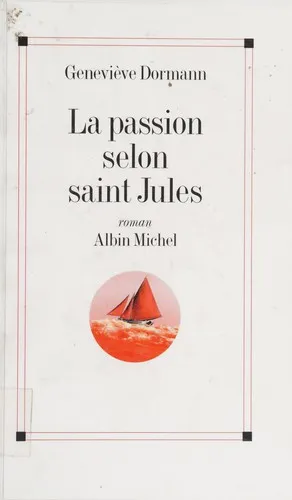 Geneviève Dormann
La passion
selon
saint Jules
roman
Albin Michel